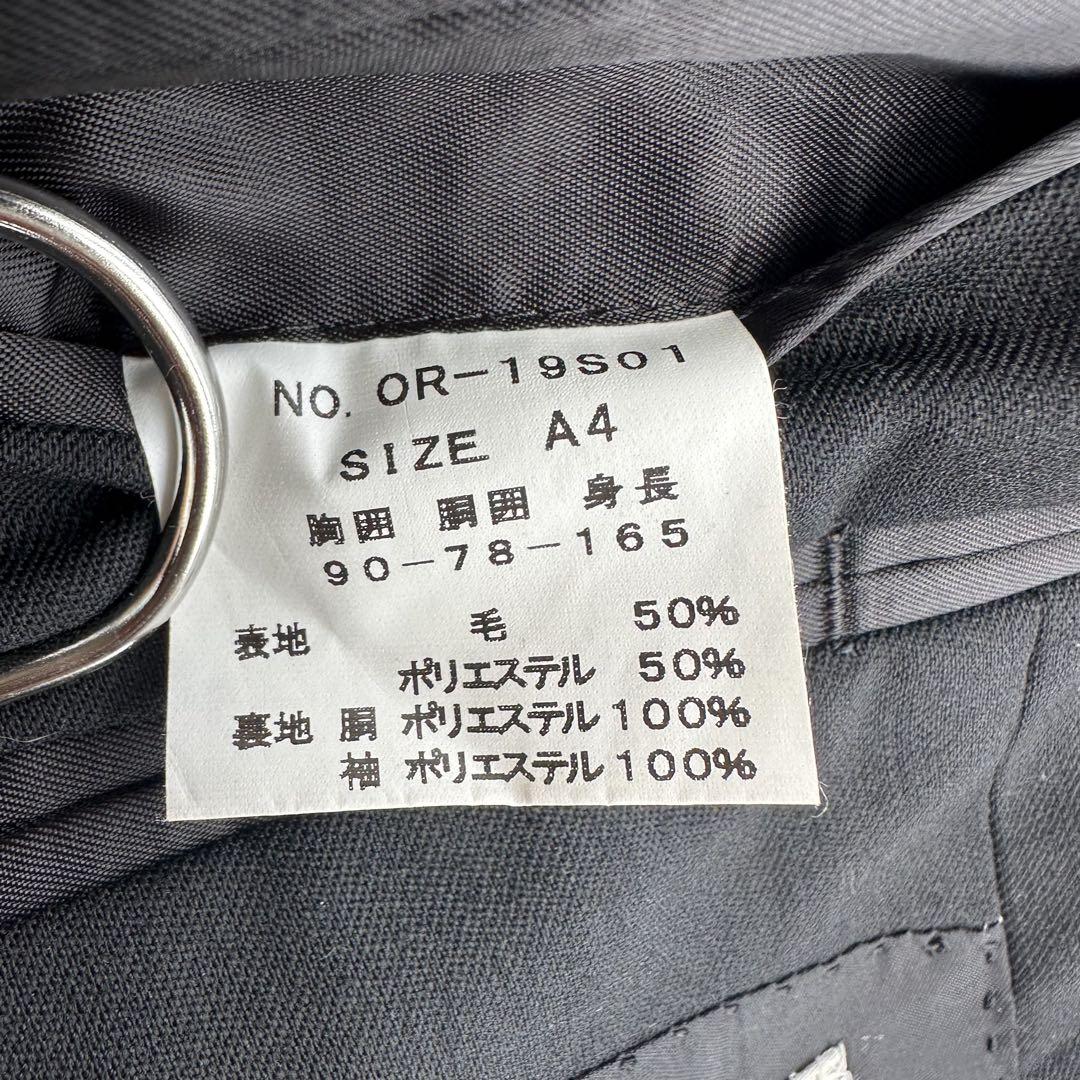 NO. OR-19S01
SIZE A4
胸囲 胴囲 身長
90-78-165
表地 毛 50%
ポリエステル 50%
裏地 胴 ポリエステル 100%
袖 ポリエステル 100%